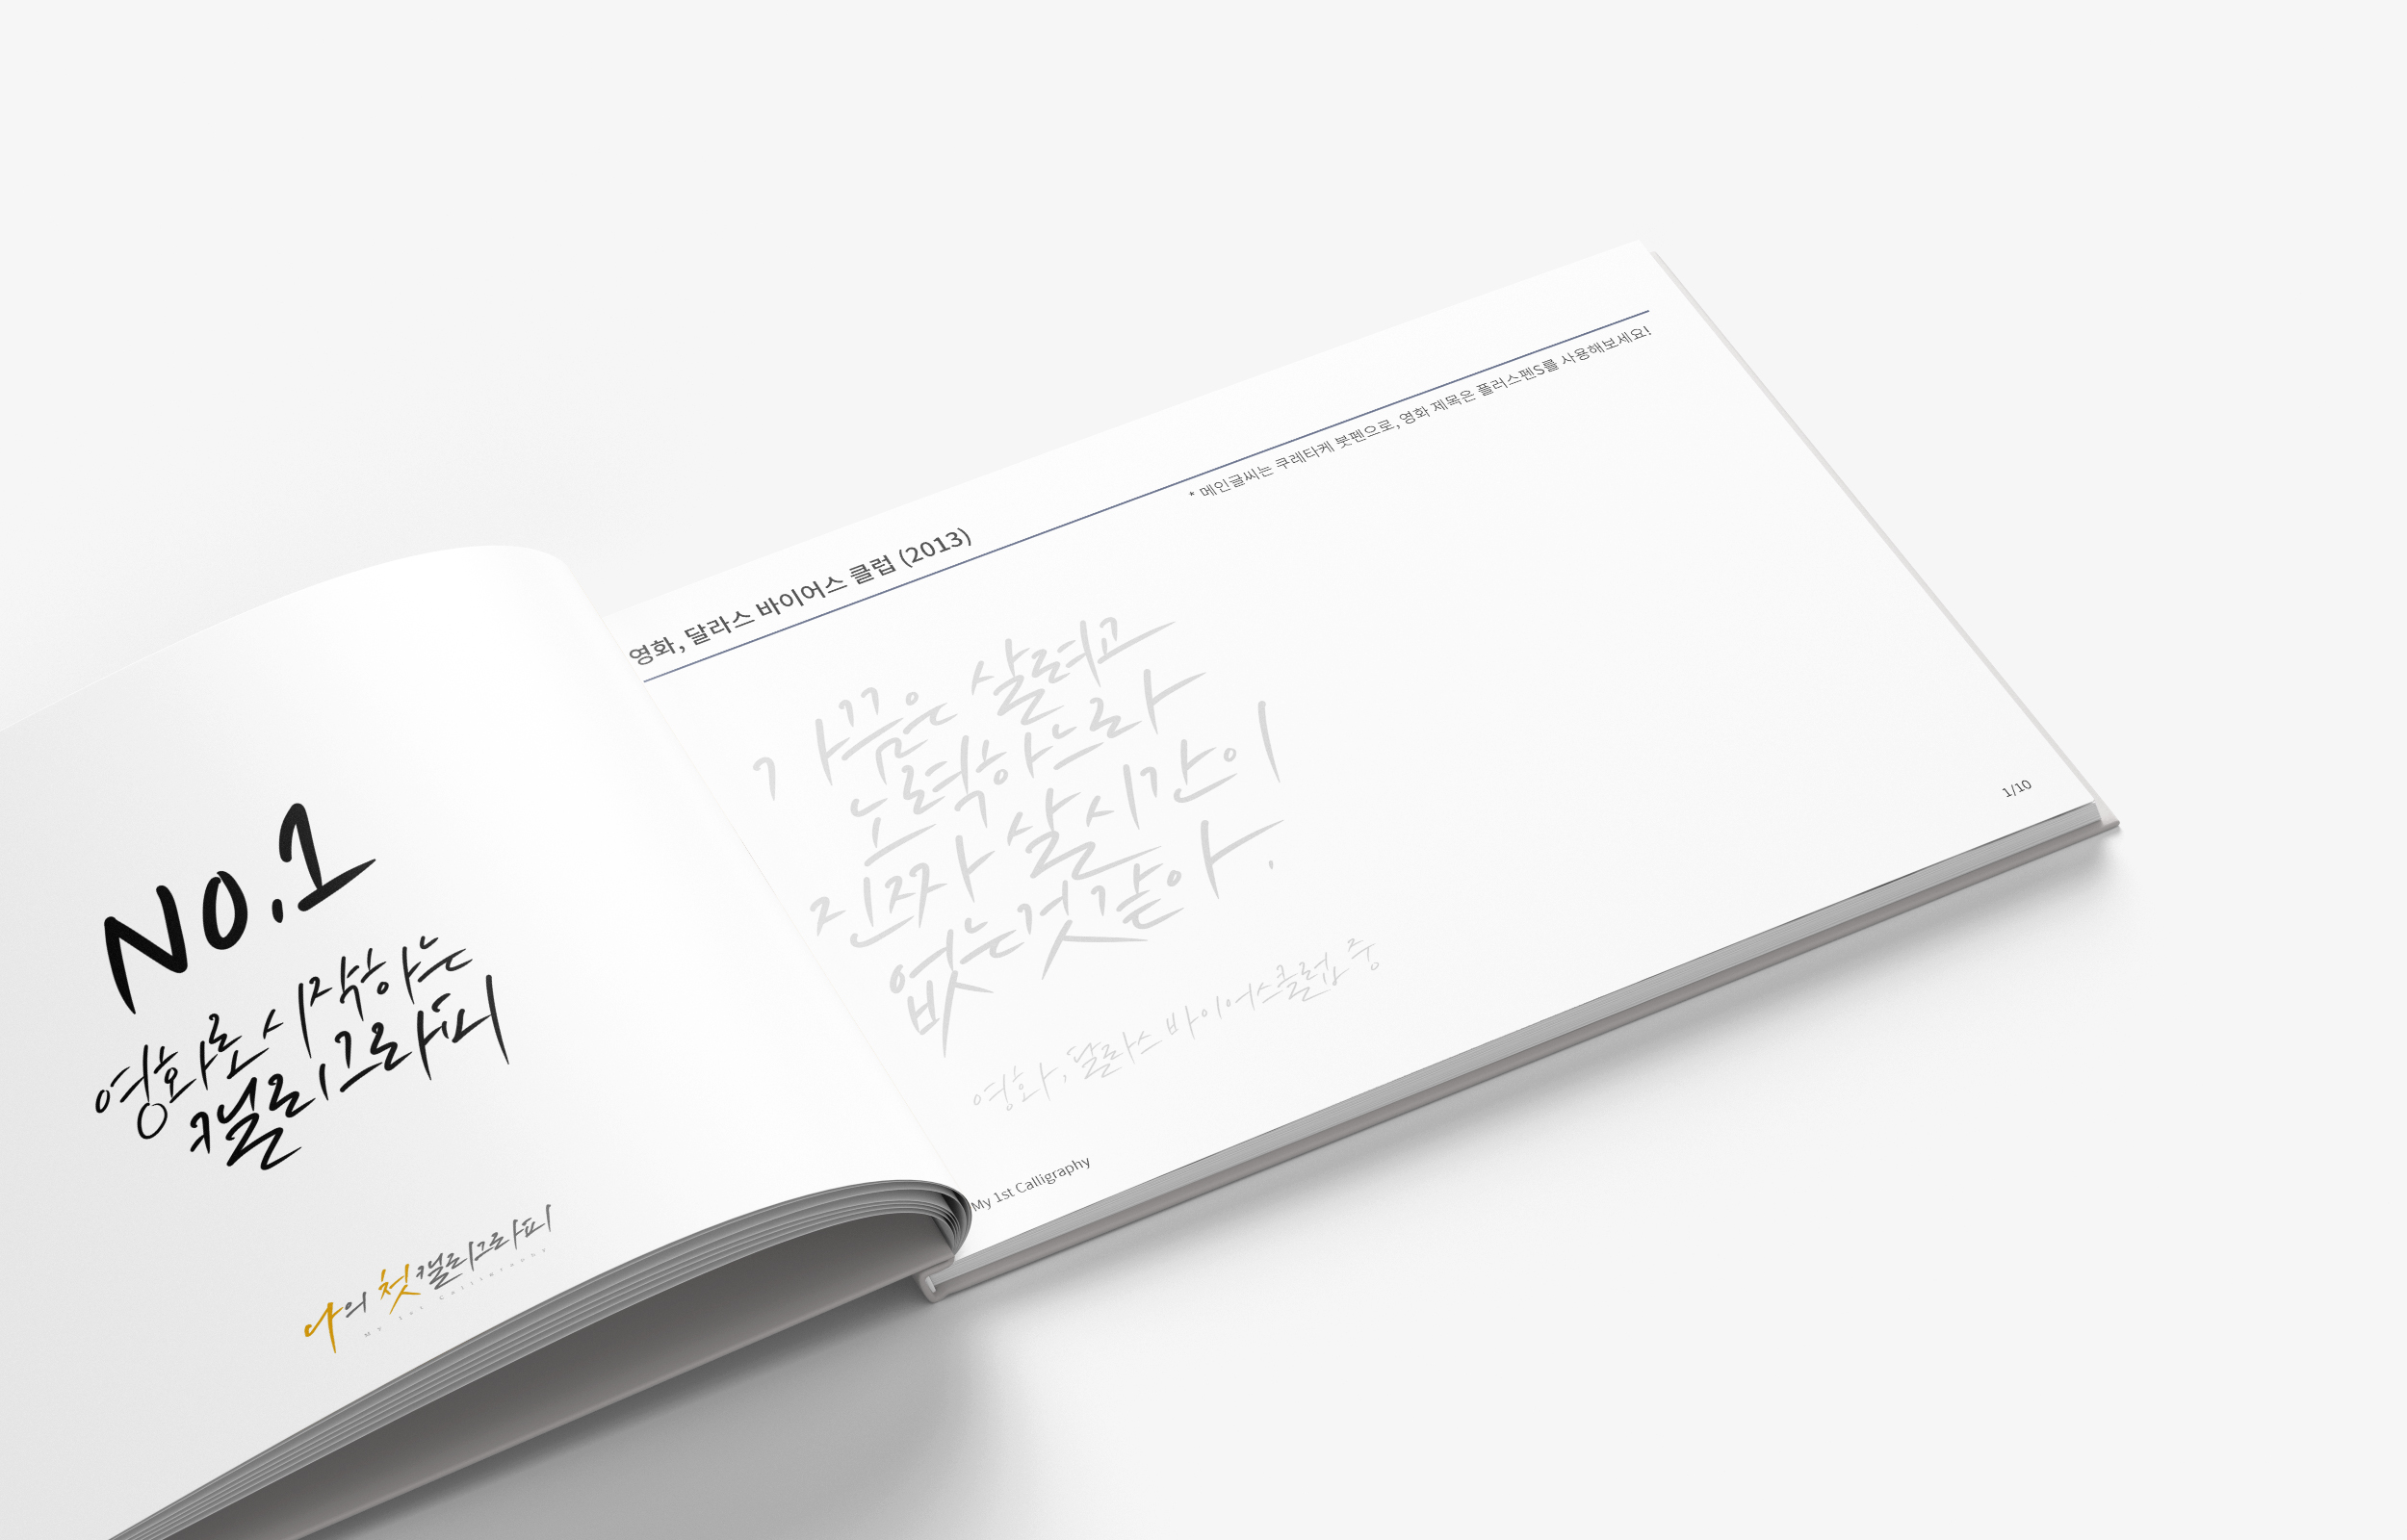 No.1
영화로 시작하는
캘리그라피
나의 첫 캘리그라피
My 1st Calligraphy
영화, 달라스 바이어스 클럽 (2013)
* 메인글씨는 쿠레타케 붓펜으로, 영화 제목은 플러스펜S를 사용해보세요!
가끔은 살려고
노력하느라
진짜 살 시간이
없는것 같아.
영화, 달라스 바이어스클럽 중
My 1st Calligraphy
1/10